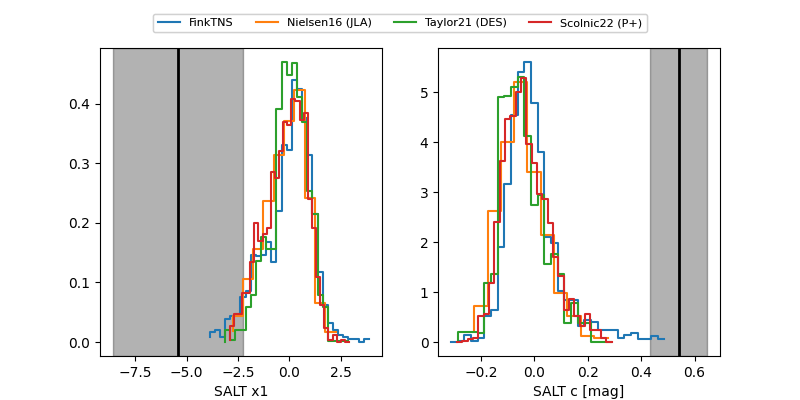 FinkTNS Nielsen16 (JLA) Taylor21 (DES) Scolnic22 (P+)
0.4
0.3
0.2
0.1
0.0
−7.5 −5.0 −2.5 0.0 2.5
SALT x1
5
4
3
2
1
0
−0.2 0.0 0.2 0.4 0.6
SALT c [mag]